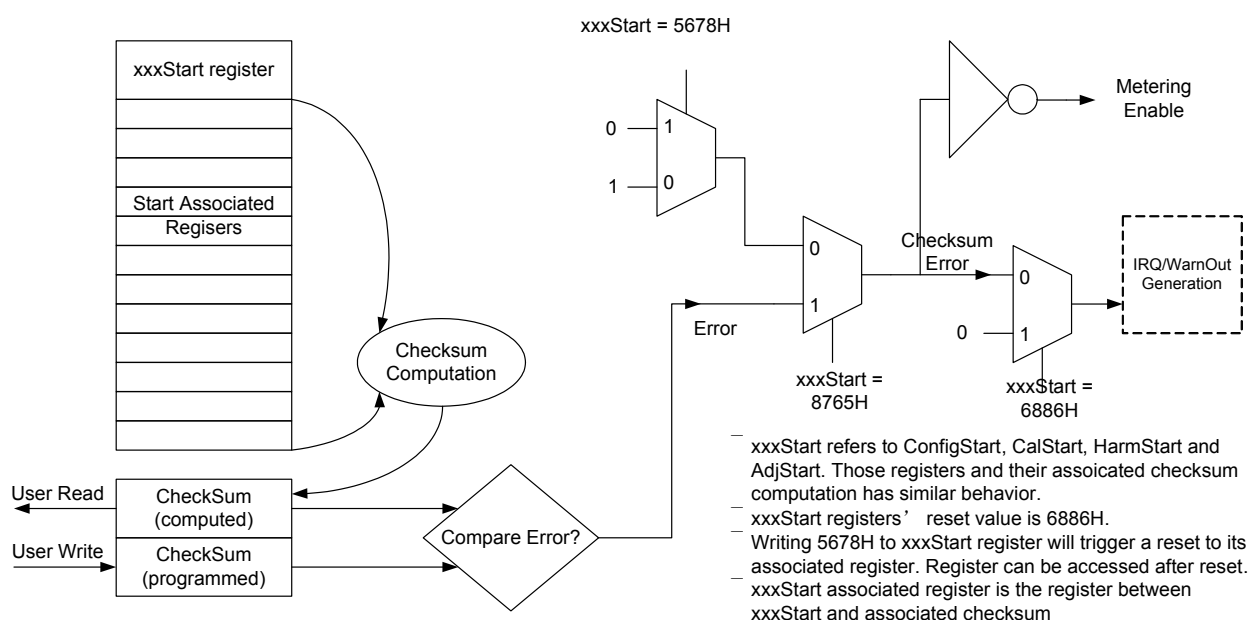 xxxStart = 5678H
xxxStart register
Start Associated
Regisers
Checksum
Computation
User Read
CheckSum
(computed)
User Write
CheckSum
(programmed)
Compare Error?
Error
0
1
1
0
0
1
xxxStart =
8765H
Checksum
Error
Metering
Enable
0
0
1
xxxStart =
6886H
IRQ/WarnOut
Generation
¯ xxxStart refers to ConfigStart, CalStart, HarmStart and
AdjStart. Those registers and their assoicated checksum
computation has similar behavior.
¯ xxxStart registers’ reset value is 6886H.
¯ Writing 5678H to xxxStart register will trigger a reset to its
associated register. Register can be accessed after reset.
¯ xxxStart associated register is the register between
xxxStart and associated checksum